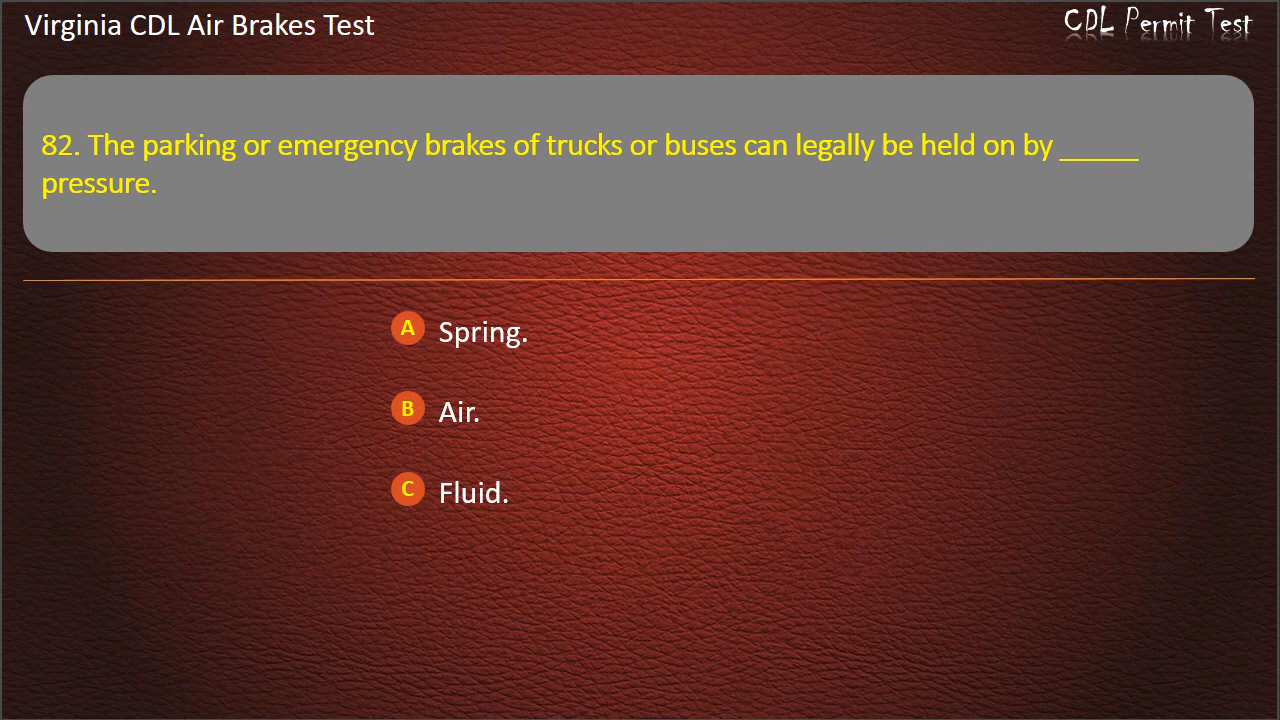 Virginia CDL Air Brakes Test
CDL Permit Test
82. The parking or emergency brakes of trucks or buses can legally be held on by _____
pressure.
A Spring.
B Air.
C Fluid.